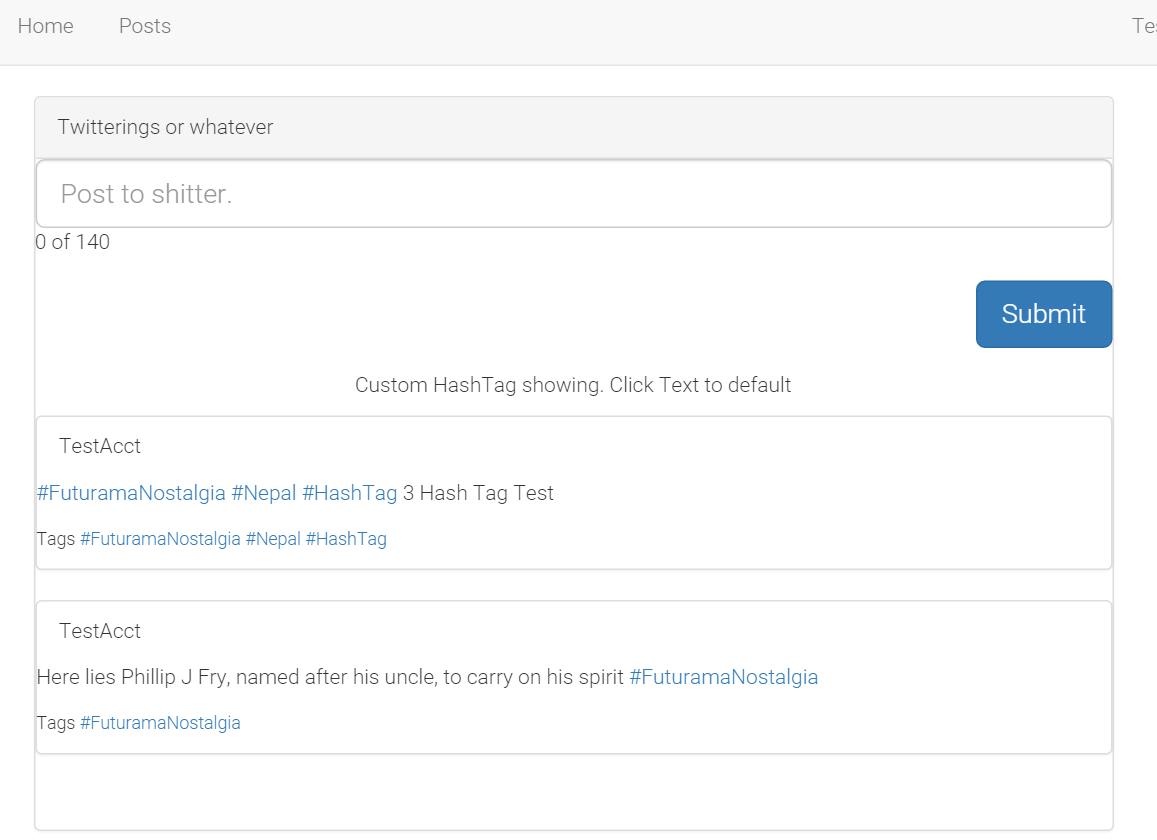 Home Posts Tes
Twitterings or whatever
Post to shitter.
0 of 140
Submit
Custom HashTag showing. Click Text to default
TestAcct
#FuturamaNostalgia #Nepal #HashTag 3 Hash Tag Test
Tags #FuturamaNostalgia #Nepal #HashTag
TestAcct
Here lies Phillip J Fry, named after his uncle, to carry on his spirit #FuturamaNostalgia
Tags #FuturamaNostalgia